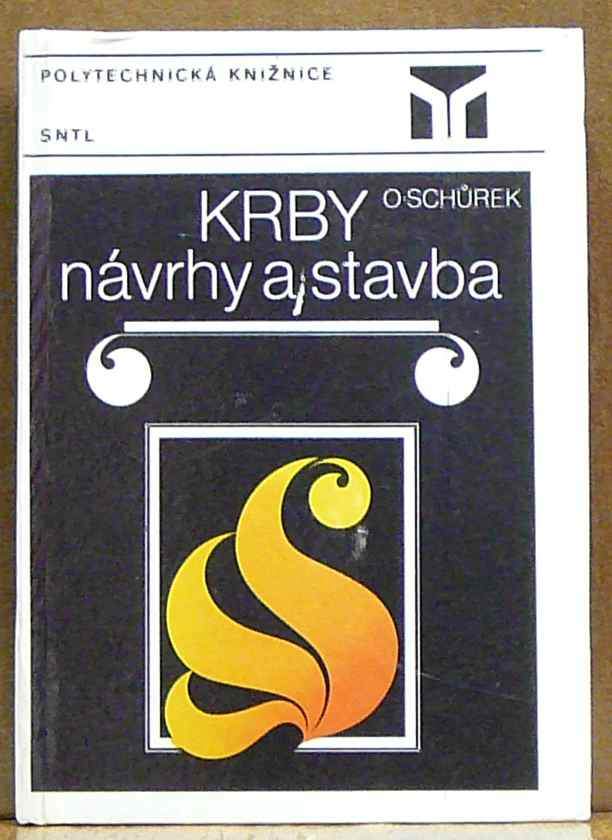 POLYTECHNICKÁ KNIŽNICE
SNTL
O. SCHŮREK
KRBY
návrhy a stavba